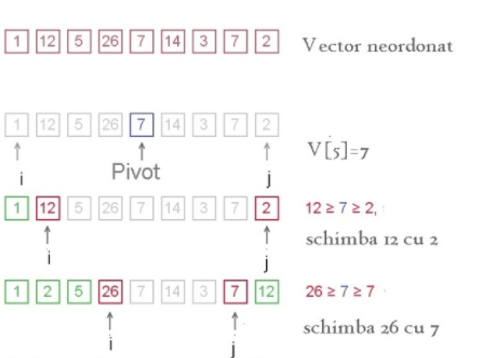 1 12 5 26 7 14 3 7 2 Vector neordonat
1 12 5 26 7 14 3 7 2
V[5]=7
i Pivot j
1 12 5 26 7 14 3 7 2 12 ≥ 7 ≥ 2,
schimba 12 cu 2
i j
1 2 5 26 7 14 3 7 12 26 ≥ 7 ≥ 7
schimba 26 cu 7
i j